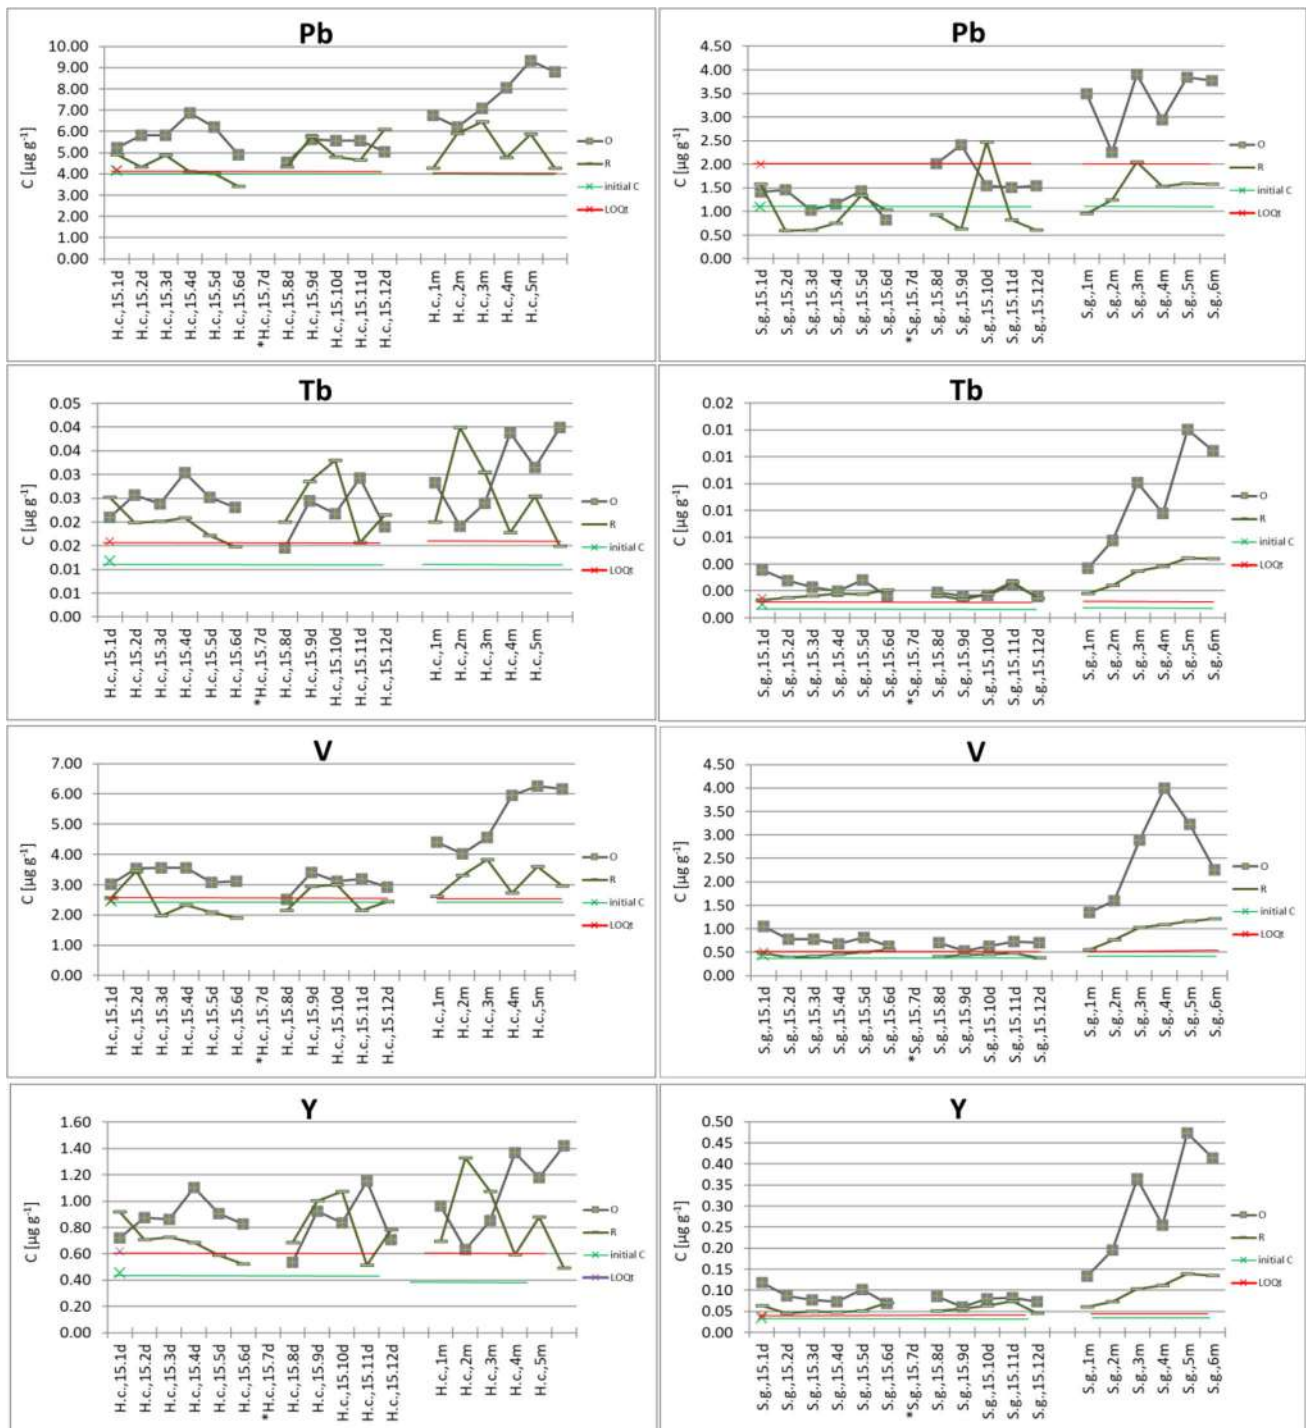 Pb
10.00
9.00
8.00
7.00
6.00
5.00
4.00
3.00
2.00
1.00
0.00
C [µg g-1]
H.c.,15.1d
H.c.,15.2d
H.c.,15.3d
H.c.,15.4d
H.c.,15.5d
H.c.,15.6d
*H.c.,15.7d
H.c.,15.8d
H.c.,15.9d
H.c.,15.10d
H.c.,15.11d
H.c.,15.12d
H.c.,1m
H.c.,2m
H.c.,3m
H.c.,4m
H.c.,5m
O
R
initial C
LOQt
Pb
4.50
4.00
3.50
3.00
2.50
2.00
1.50
1.00
0.50
0.00
C [µg g-1]
S.g.,15.1d
S.g.,15.2d
S.g.,15.3d
S.g.,15.4d
S.g.,15.5d
S.g.,15.6d
*S.g.,15.7d
S.g.,15.8d
S.g.,15.9d
S.g.,15.10d
S.g.,15.11d
S.g.,15.12d
S.g.,1m
S.g.,2m
S.g.,3m
S.g.,4m
S.g.,5m
S.g.,6m
O
R
initial C
LOQt
Tb
0.05
0.04
0.04
0.03
0.03
0.02
0.02
0.01
0.01
0.00
C [µg g-1]
H.c.,15.1d
H.c.,15.2d
H.c.,15.3d
H.c.,15.4d
H.c.,15.5d
H.c.,15.6d
*H.c.,15.7d
H.c.,15.8d
H.c.,15.9d
H.c.,15.10d
H.c.,15.11d
H.c.,15.12d
H.c.,1m
H.c.,2m
H.c.,3m
H.c.,4m
H.c.,5m
O
R
initial C
LOQt
Tb
0.02
0.01
0.01
0.01
0.01
0.01
0.00
0.00
0.00
C [µg g-1]
S.g.,15.1d
S.g.,15.2d
S.g.,15.3d
S.g.,15.4d
S.g.,15.5d
S.g.,15.6d
*S.g.,15.7d
S.g.,15.8d
S.g.,15.9d
S.g.,15.10d
S.g.,15.11d
S.g.,15.12d
S.g.,1m
S.g.,2m
S.g.,3m
S.g.,4m
S.g.,5m
S.g.,6m
O
R
initial C
LOQt
V
7.00
6.00
5.00
4.00
3.00
2.00
1.00
0.00
C [µg g-1]
H.c.,15.1d
H.c.,15.2d
H.c.,15.3d
H.c.,15.4d
H.c.,15.5d
H.c.,15.6d
*H.c.,15.7d
H.c.,15.8d
H.c.,15.9d
H.c.,15.10d
H.c.,15.11d
H.c.,15.12d
H.c.,1m
H.c.,2m
H.c.,3m
H.c.,4m
H.c.,5m
O
R
initial C
LOQt
V
4.50
4.00
3.50
3.00
2.50
2.00
1.50
1.00
0.50
0.00
C [µg g-1]
S.g.,15.1d
S.g.,15.2d
S.g.,15.3d
S.g.,15.4d
S.g.,15.5d
S.g.,15.6d
*S.g.,15.7d
S.g.,15.8d
S.g.,15.9d
S.g.,15.10d
S.g.,15.11d
S.g.,15.12d
S.g.,1m
S.g.,2m
S.g.,3m
S.g.,4m
S.g.,5m
S.g.,6m
O
R
initial C
LOQt
Y
1.60
1.40
1.20
1.00
0.80
0.60
0.40
0.20
0.00
C [µg g-1]
H.c.,15.1d
H.c.,15.2d
H.c.,15.3d
H.c.,15.4d
H.c.,15.5d
H.c.,15.6d
*H.c.,15.7d
H.c.,15.8d
H.c.,15.9d
H.c.,15.10d
H.c.,15.11d
H.c.,15.12d
H.c.,1m
H.c.,2m
H.c.,3m
H.c.,4m
H.c.,5m
O
R
initial C
LOQt
Y
0.50
0.45
0.40
0.35
0.30
0.25
0.20
0.15
0.10
0.05
0.00
C [µg g-1]
S.g.,15.1d
S.g.,15.2d
S.g.,15.3d
S.g.,15.4d
S.g.,15.5d
S.g.,15.6d
*S.g.,15.7d
S.g.,15.8d
S.g.,15.9d
S.g.,15.10d
S.g.,15.11d
S.g.,15.12d
S.g.,1m
S.g.,2m
S.g.,3m
S.g.,4m
S.g.,5m
S.g.,6m
O
R
initial C
LOQt